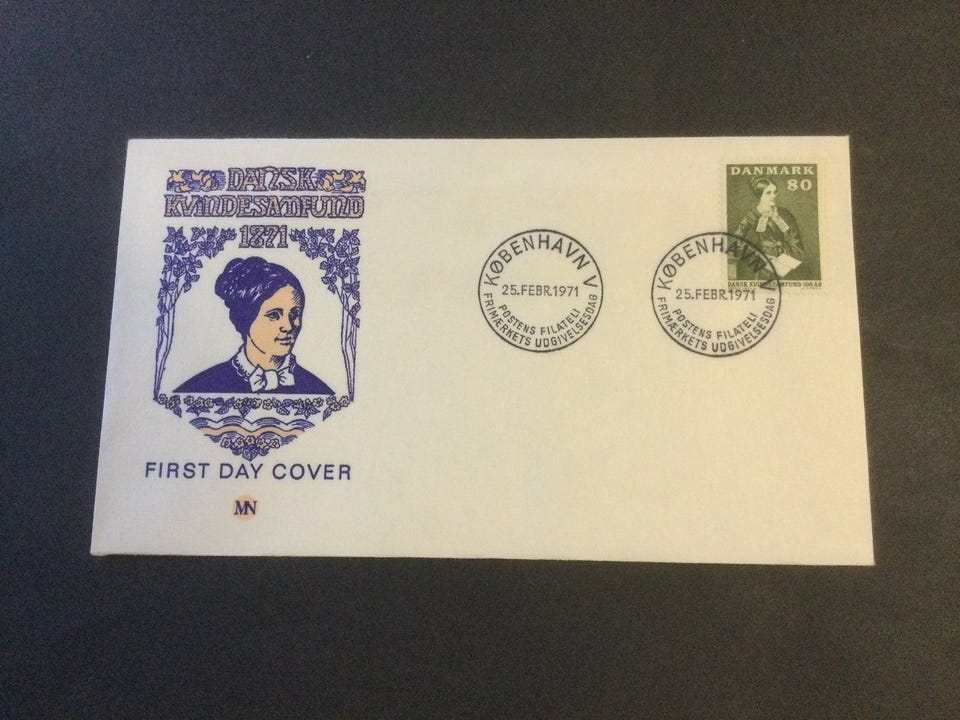 DANSK
KVINDESAMFUND
1871
FIRST DAY COVER
MN
KØBENHAVN V
25.FEBR.1971
POSTENS FILATELI
FRIMÆRKETS UDGIVELSESDAG
KØBENHAVN V
25.FEBR.1971
POSTENS FILATELI
FRIMÆRKETS UDGIVELSESDAG
DANMARK
80
DANSK KVINDESAMFUND 100 ÅR